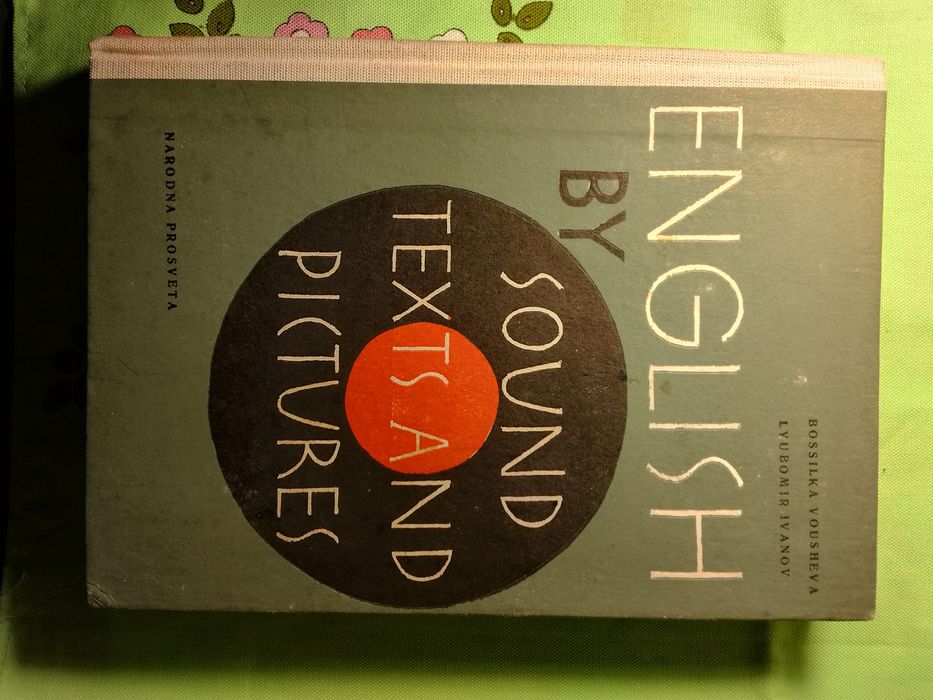 BOSSILKA VOUSHEVA
LYUBOMIR IVANOV
ENGLISH
BY
SOUND
TEXTS AND
PICTURES
NARODNA PROSVETA